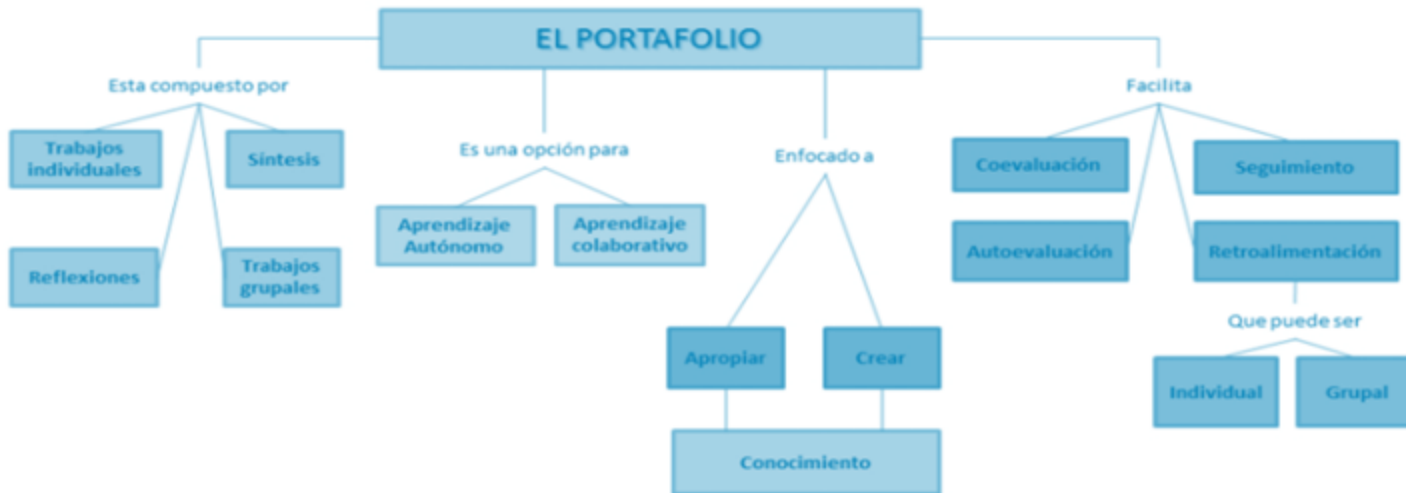 EL PORTAFOLIO
Esta compuesto por
Trabajos
individuales
Síntesis
Reflexiones
Trabajos
grupales
Es una opción para
Aprendizaje
Autónomo
Aprendizaje
colaborativo
Enfocado a
Apropiar
Crear
Conocimiento
Facilita
Coevaluación
Seguimiento
Autoevaluación
Retroalimentación
Que puede ser
Individual
Grupal